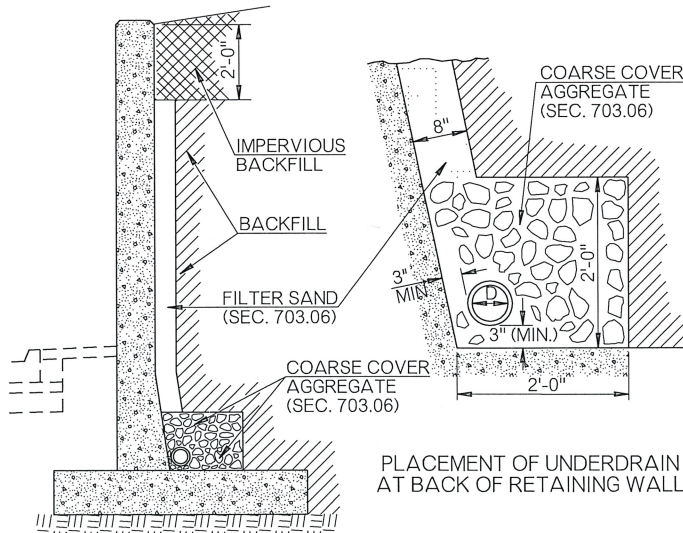 2'-0"
IMPERVIOUS
BACKFILL
BACKFILL
FILTER SAND
(SEC. 703.06)
COARSE COVER
AGGREGATE
(SEC. 703.06)
COARSE COVER
AGGREGATE
(SEC. 703.06)
8"
3"
MIN
D
3" (MIN.)
2'-0"
2'-0"
PLACEMENT OF UNDERDRAIN
AT BACK OF RETAINING WALL